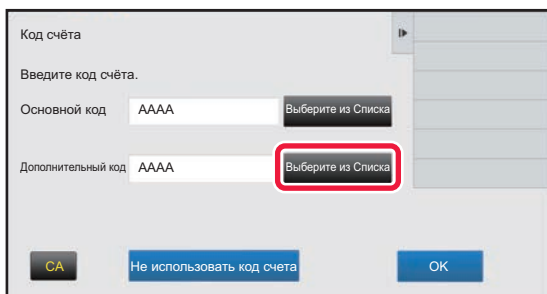 Код счёта
Введите код счёта.
Основной код AAAA Выберите из Списка
Дополнительный код AAAA Выберите из Списка
CA Не использовать код счета OK